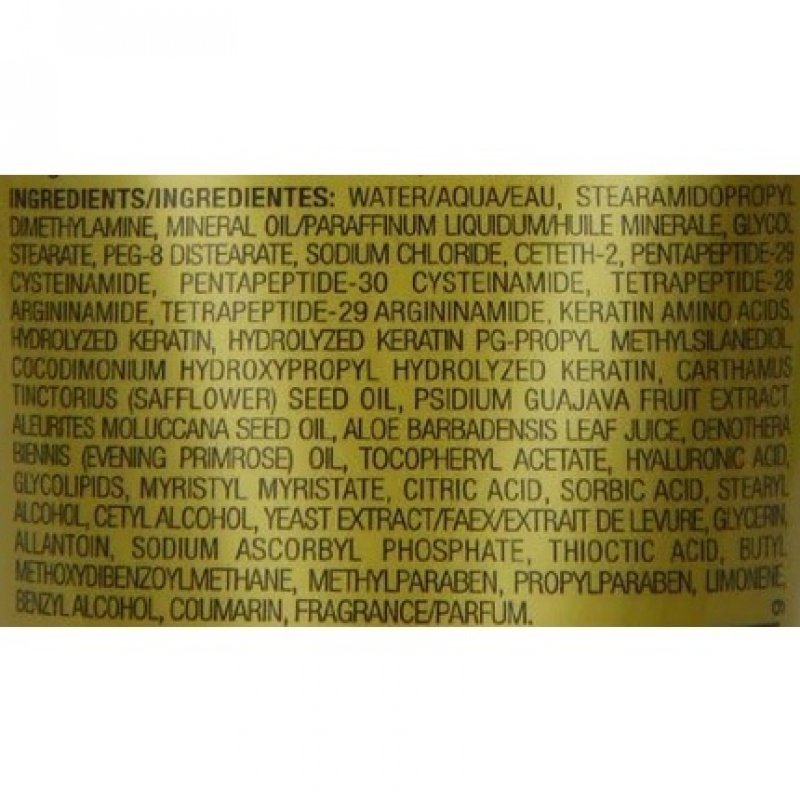 INGREDIENTS/INGREDIENTES: WATER/AQUA/EAU, STEARAMIDOPROPYL
DIMETHYLAMINE, MINERAL OIL/PARAFFINUM LIQUIDUM/HUILE MINERALE, GLYCOL
STEARATE, PEG-8 DISTEARATE, SODIUM CHLORIDE, CETETH-2, PENTAPEPTIDE-29
CYSTEINAMIDE, PENTAPEPTIDE-30 CYSTEINAMIDE, TETRAPEPTIDE-28
ARGININAMIDE, TETRAPEPTIDE-29 ARGININAMIDE, KERATIN AMINO ACIDS,
HYDROLYZED KERATIN, HYDROLYZED KERATIN PG-PROPYL METHYLSILANEDIOL,
COCODIMONIUM HYDROXYPROPYL HYDROLYZED KERATIN, CARTHAMUS
TINCTORIUS (SAFFLOWER) SEED OIL, PSIDIUM GUAJAVA FRUIT EXTRACT,
ALEURITES MOLUCCANA SEED OIL, ALOE BARBADENSIS LEAF JUICE, OENOTHERA
BIENNIS (EVENING PRIMROSE) OIL, TOCOPHERYL ACETATE, HYALURONIC ACID,
GLYCOLIPIDS, MYRISTYL MYRISTATE, CITRIC ACID, SORBIC ACID, STEARYL
ALCOHOL, CETYL ALCOHOL, YEAST EXTRACT/FAEX/EXTRAIT DE LEVURE, GLYCERIN,
ALLANTOIN, SODIUM ASCORBYL PHOSPHATE, THIOCTIC ACID, BUTYL
METHOXYDIBENZOYLMETHANE, METHYLPARABEN, PROPYLPARABEN, LIMONENE,
BENZYL ALCOHOL, COUMARIN, FRAGRANCE/PARFUM.